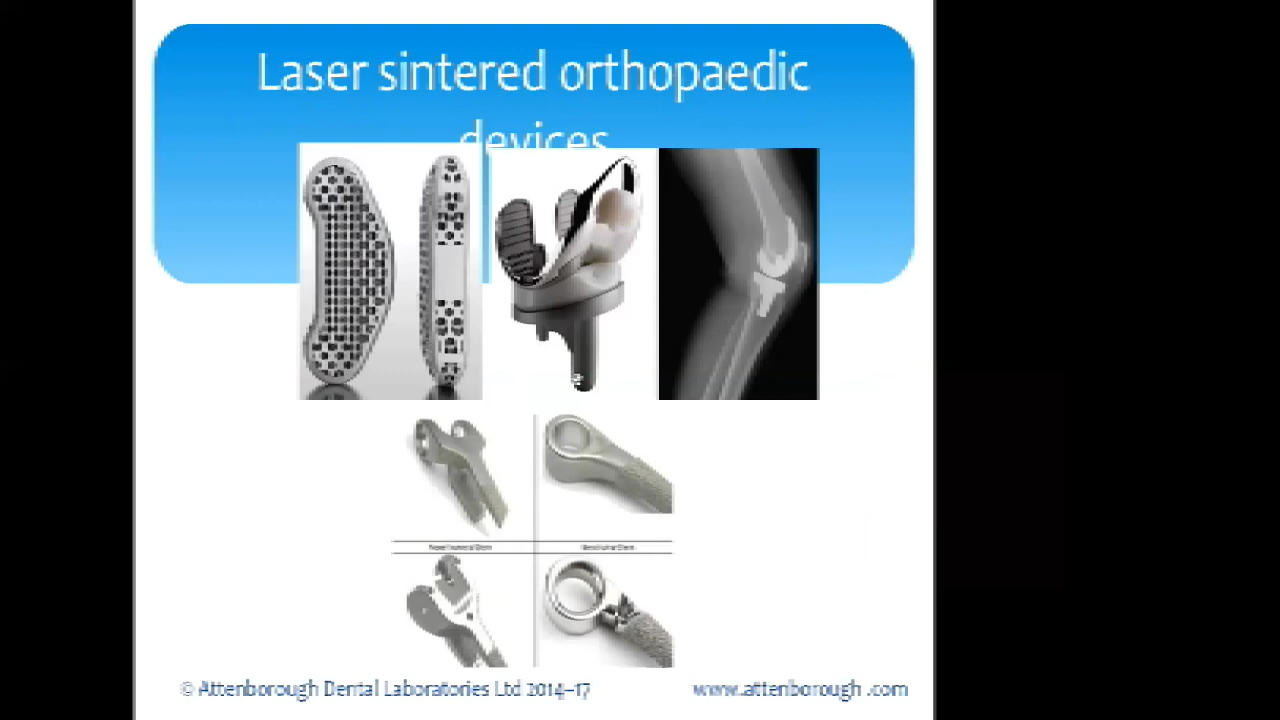 Laser sintered orthopaedic
devices
© Attenborough Dental Laboratories Ltd 2014-17
www.attenborough .com